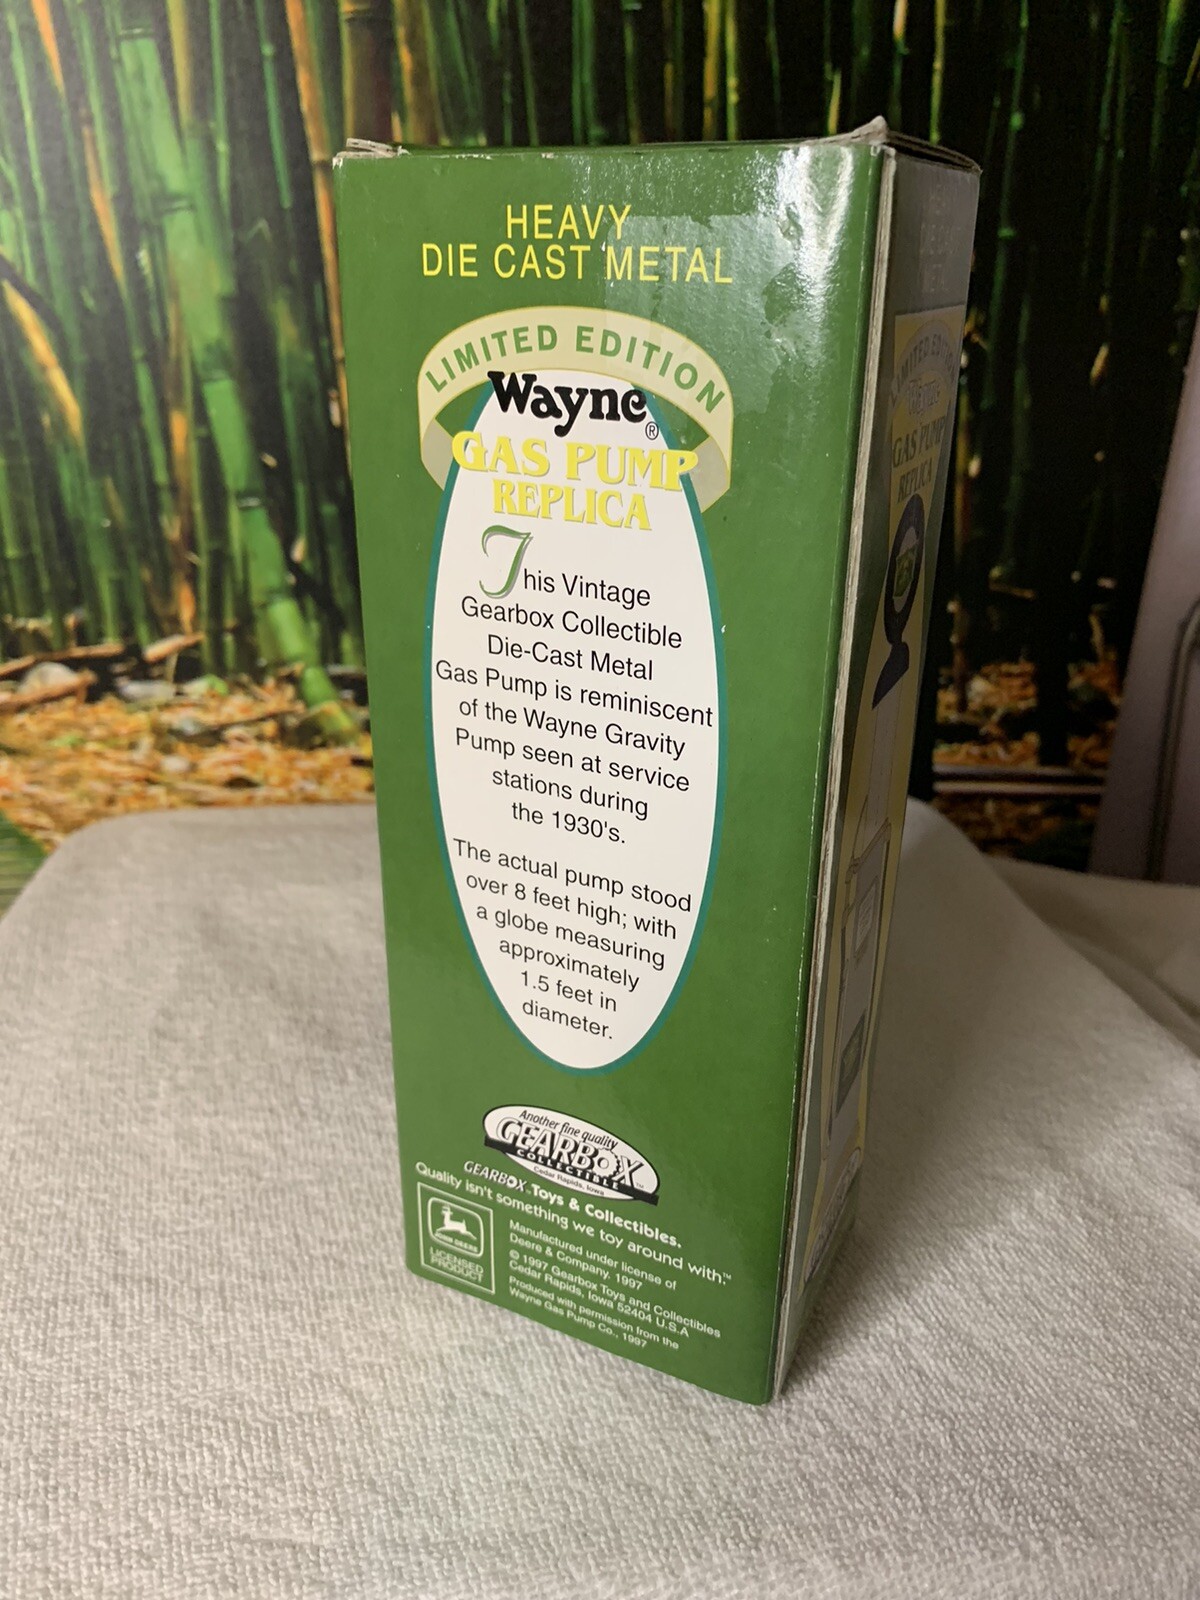 HEAVY
DIE CAST METAL
LIMITED EDITION
Wayne®
GAS PUMP
REPLICA
This Vintage
Gearbox Collectible
Die-Cast Metal
Gas Pump is reminiscent
of the Wayne Gravity
Pump seen at service
stations during
the 1930's.
The actual pump stood
over 8 feet high; with
a globe measuring
approximately
1.5 feet in
diameter.
Another fine quality
GEARBOX
COLLECTIBLE™
Cedar Rapids, Iowa
GEARBOX™ Toys & Collectibles.
Quality isn't something we toy around with.™
JOHN DEERE
LICENSED
PRODUCT
Manufactured under license of
Deere & Company. 1997
© 1997 Gearbox Toys and Collectibles
Cedar Rapids, Iowa 52404 U.S.A
Produced with permission from the
Wayne Gas Pump Co., 1997
LIMITED EDITION
GAS PUMP
REPLICA